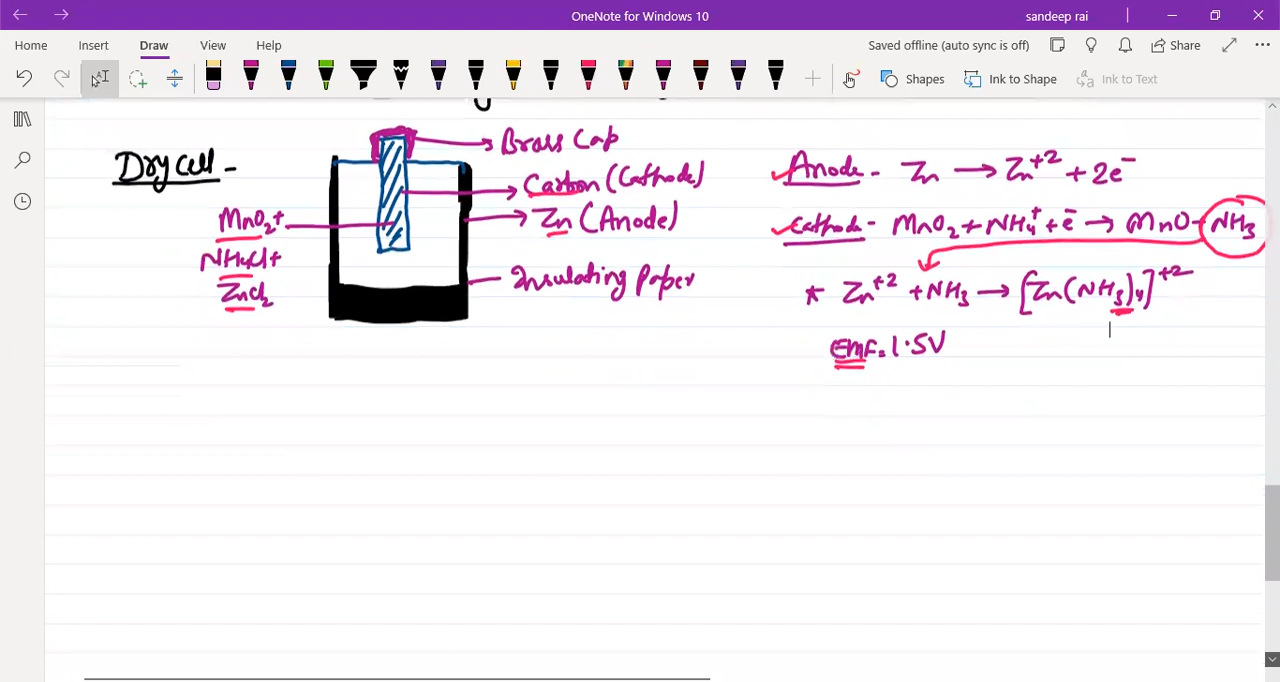 OneNote for Windows 10
sandeep rai
Home Insert Draw View Help
Saved offline (auto sync is off)
Share
Shapes
Ink to Shape
Ink to Text
Dry cell -
Brass Cap
Carbon (Cathode)
Zn (Anode)
Insulating Paper
MnO2+
NH4Cl+
ZnCl2
Anode - Zn → Zn+2 + 2e-
Cathode - MnO2 + NH4+ + e- → MnO + NH3
* Zn+2 + NH3 → [Zn(NH3)4]+2
EMF = 1.5V